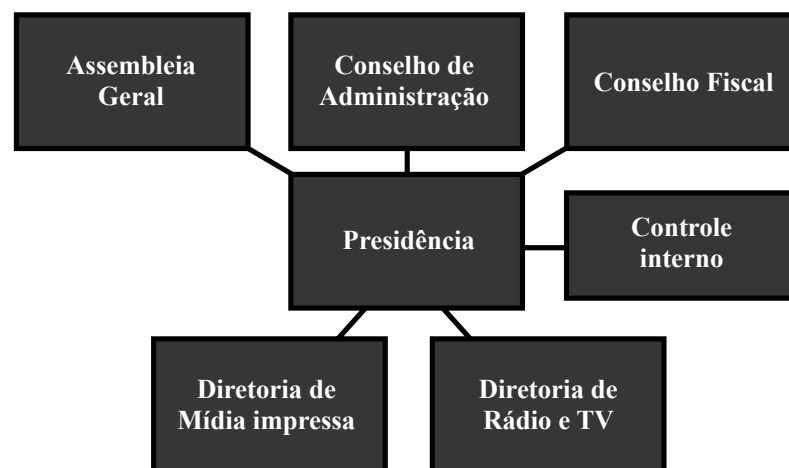 Assembleia
Geral
Conselho de
Administração
Conselho Fiscal
Presidência
Controle
interno
Diretoria de
Mídia impressa
Diretoria de
Rádio e TV